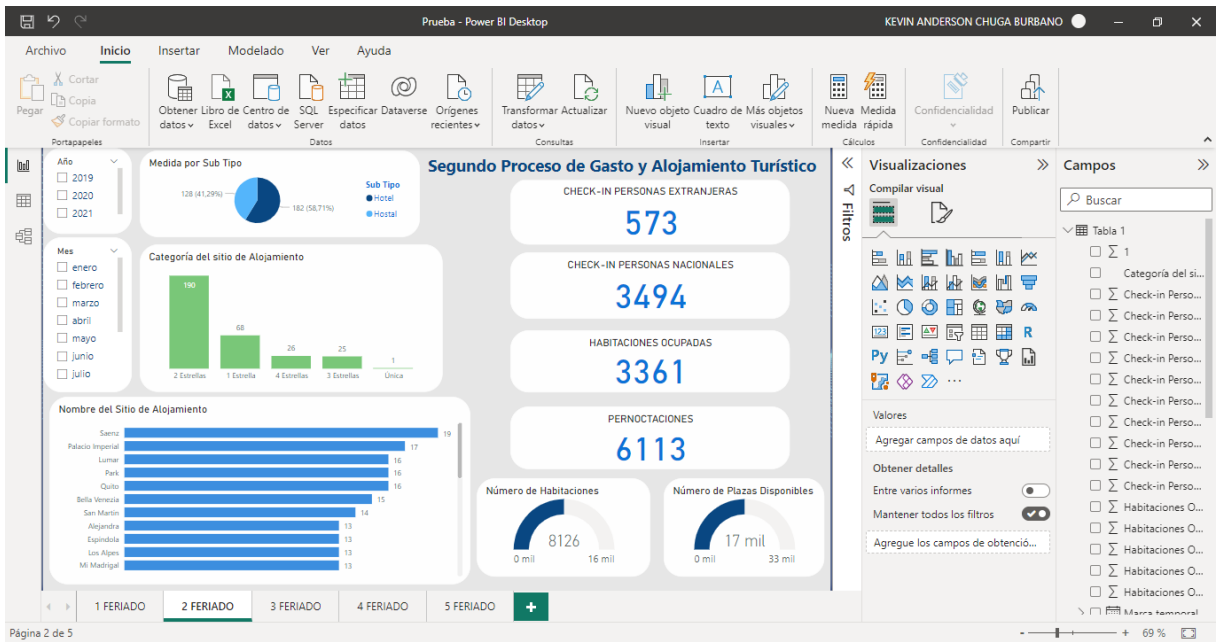 Prueba - Power BI Desktop
KEVIN ANDERSON CHUGA BURBANO
Archivo Inicio Insertar Modelado Ver Ayuda
Pegar
Cortar
Copia
Copiar formato
Portapapeles
Obtener datos
Libro de Excel
Centro de datos
SQL Server
Especificar datos
Dataverse
Orígenes recientes
Datos
Transformar datos
Actualizar
Consultas
Nuevo objeto visual
Cuadro de texto
Más objetos visuales
Insertar
Nueva medida
Medida rápida
Cálculos
Confidencialidad
Confidencialidad
Publicar
Compartir
Año
2019
2020
2021
Mes
enero
febrero
marzo
abril
mayo
junio
julio
Medida por Sub Tipo
128 (41,29%)
182 (58,71%)
Sub Tipo
Hotel
Hostal
Categoría del sitio de Alojamiento
190
68
26
25
1
2 Estrellas
1 Estrella
4 Estrellas
3 Estrellas
Única
Nombre del Sitio de Alojamiento
Saenz 19
Palacio Imperial 17
Lumar 16
Park 16
Quito 16
Bella Venezia 15
San Martin 14
Alejandra 13
Espindola 13
Los Alpes 13
Mi Madrigal 13
Segundo Proceso de Gasto y Alojamiento Turístico
CHECK-IN PERSONAS EXTRANJERAS
573
CHECK-IN PERSONAS NACIONALES
3494
HABITACIONES OCUPADAS
3361
PERNOCTACIONES
6113
Número de Habitaciones
8126
0 mil 16 mil
Número de Plazas Disponibles
17 mil
0 mil 33 mil
Filtros
Visualizaciones
Compilar visual
123
R
Py
Valores
Agregar campos de datos aquí
Obtener detalles
Entre varios informes
Mantener todos los filtros
Agregue los campos de obtenció...
Campos
Buscar
Tabla 1
∑ 1
Categoría del si...
∑ Check-in Perso...
∑ Check-in Perso...
∑ Check-in Perso...
∑ Check-in Perso...
∑ Check-in Perso...
∑ Check-in Perso...
∑ Check-in Perso...
∑ Check-in Perso...
∑ Check-in Perso...
∑ Check-in Perso...
∑ Habitaciones O...
∑ Habitaciones O...
∑ Habitaciones O...
∑ Habitaciones O...
∑ Habitaciones O...
Marca temporal
1 FERIADO
2 FERIADO
3 FERIADO
4 FERIADO
5 FERIADO
+
Página 2 de 5
- + 69 %